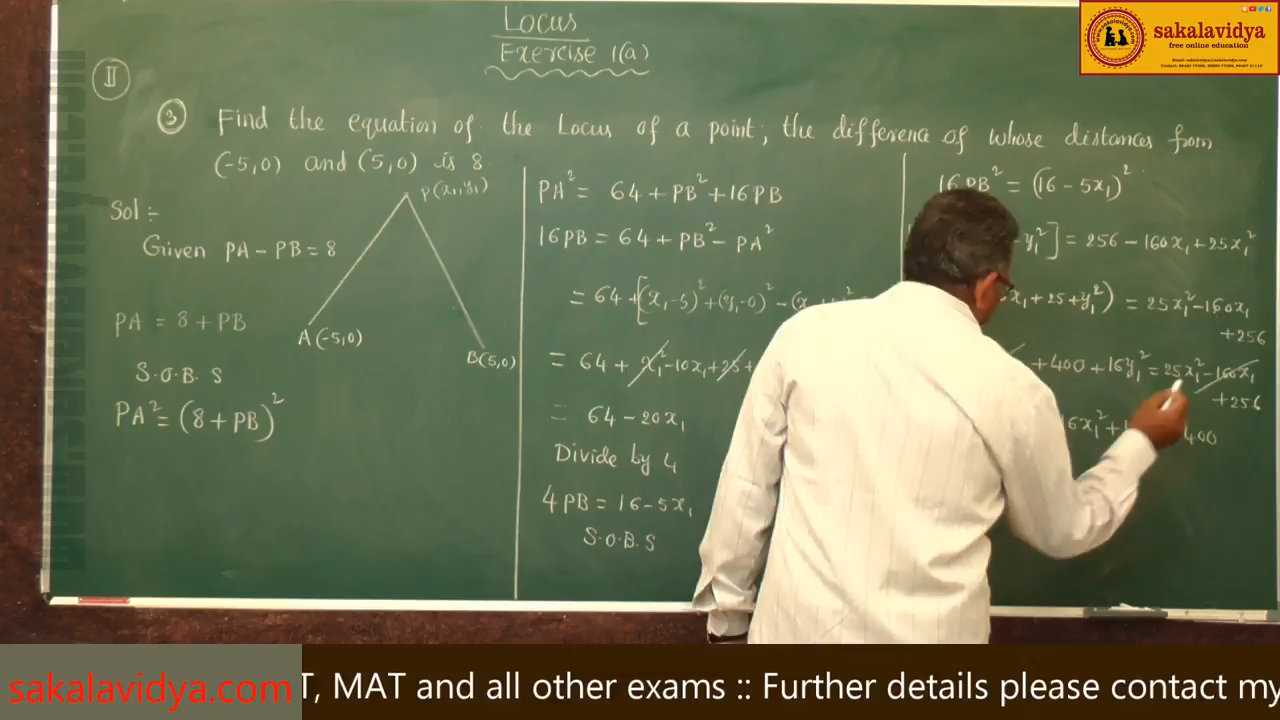 Locus
Exercise 1(a)
sakalavidya
free online education
II
3 Find the equation of the Locus of a point, the difference of whose distances from
(-5,0) and (5,0) is 8
Sol :-
Given PA - PB = 8
PA = 8 + PB
S.O.B.S
PA² = (8 + PB)²
P(x₁,y₁)
A(-5,0)
B(5,0)
PA² = 64 + PB² + 16PB
16PB = 64 + PB² - PA²
= 64 + [(x₁-5)² + (y₁-0)² - (x₁
= 64 + x₁² - 10x₁ + 25 +
= 64 - 20x₁
Divide by 4
4PB = 16 - 5x₁
S.O.B.S
16PB² = (16 - 5x₁)²
- y₁²] = 256 - 160x₁ + 25x₁²
x₁ + 25 + y₁²) = 25x₁² - 160x₁
+256
+ 400 + 16y₁² = 25x₁² - 160x₁
+256
16x₁² + 400
sakalavidya.com
T, MAT and all other exams :: Further details please contact my